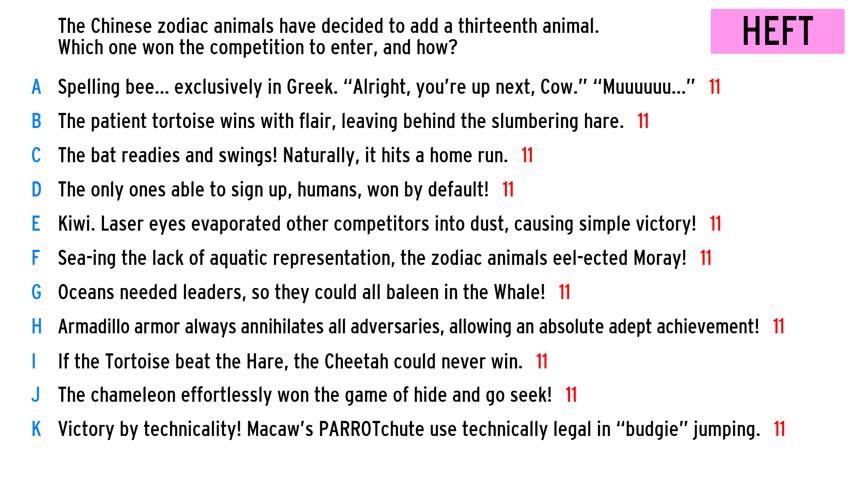 The Chinese zodiac animals have decided to add a thirteenth animal.
Which one won the competition to enter, and how?
HEFT
A Spelling bee... exclusively in Greek. “Alright, you’re up next, Cow.” “Muuuuuu...” 11
B The patient tortoise wins with flair, leaving behind the slumbering hare. 11
C The bat readies and swings! Naturally, it hits a home run. 11
D The only ones able to sign up, humans, won by default! 11
E Kiwi. Laser eyes evaporated other competitors into dust, causing simple victory! 11
F Sea-ing the lack of aquatic representation, the zodiac animals eel-ected Moray! 11
G Oceans needed leaders, so they could all baleen in the Whale! 11
H Armadillo armor always annihilates all adversaries, allowing an absolute adept achievement! 11
I If the Tortoise beat the Hare, the Cheetah could never win. 11
J The chameleon effortlessly won the game of hide and go seek! 11
K Victory by technicality! Macaw’s PARROTchute use technically legal in “budgie” jumping. 11